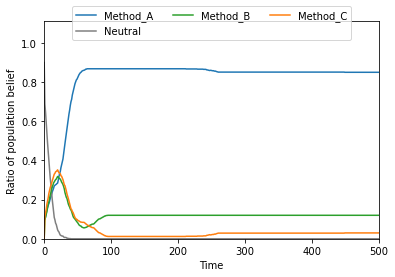 Method_A Method_B Method_C
Neutral
1.0
0.8
0.6
0.4
0.2
0.0
Ratio of population belief
0 100 200 300 400 500
Time